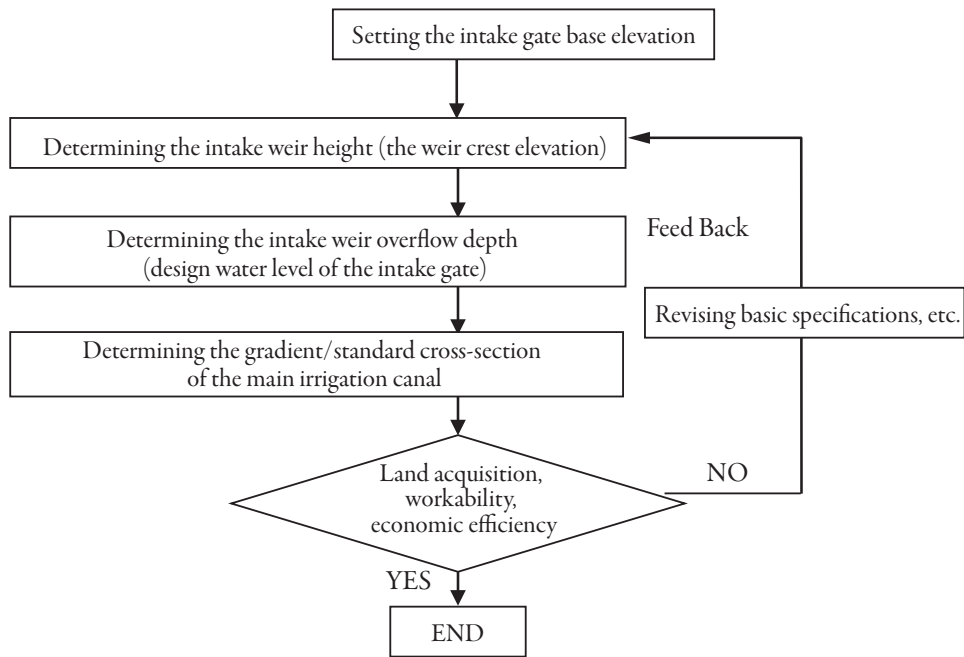 Setting the intake gate base elevation
Determining the intake weir height (the weir crest elevation)
Determining the intake weir overflow depth
(design water level of the intake gate)
Feed Back
Revising basic specifications, etc.
Determining the gradient/standard cross-section
of the main irrigation canal
Land acquisition,
workability,
economic efficiency
NO
YES
END